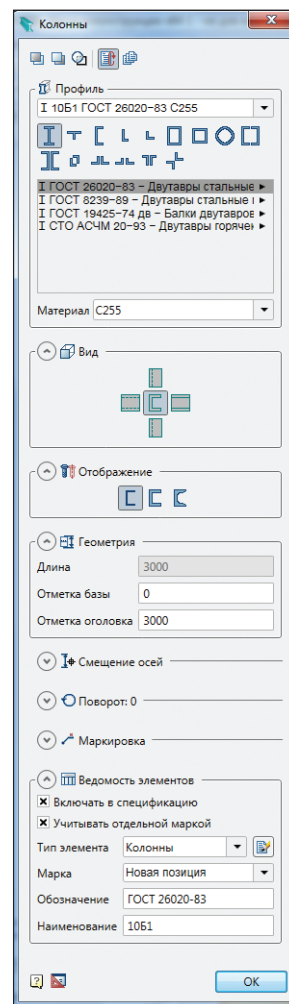 Колонны
Профиль
I 10Б1 ГОСТ 26020-83 С255
I ГОСТ 26020-83 – Двутавры стальные
I ГОСТ 8239-89 – Двутавры стальные
I ГОСТ 19425-74 дв – Балки двутавров
I СТО АСЧМ 20-93 – Двутавры горячек
Материал С255
Вид
Отображение
Геометрия
Длина 3000
Отметка базы 0
Отметка оголовка 3000
Смещение осей
Поворот: 0
Маркировка
Ведомость элементов
Включать в спецификацию
Учитывать отдельной маркой
Тип элемента Колонны
Марка Новая позиция
Обозначение ГОСТ 26020-83
Наименование 10Б1
OK